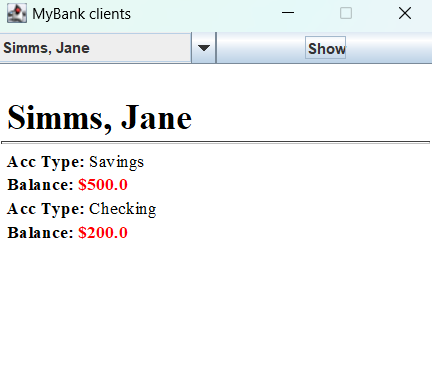 MyBank clients
Simms, Jane Show
Simms, Jane
Acc Type: Savings
Balance: $500.0
Acc Type: Checking
Balance: $200.0